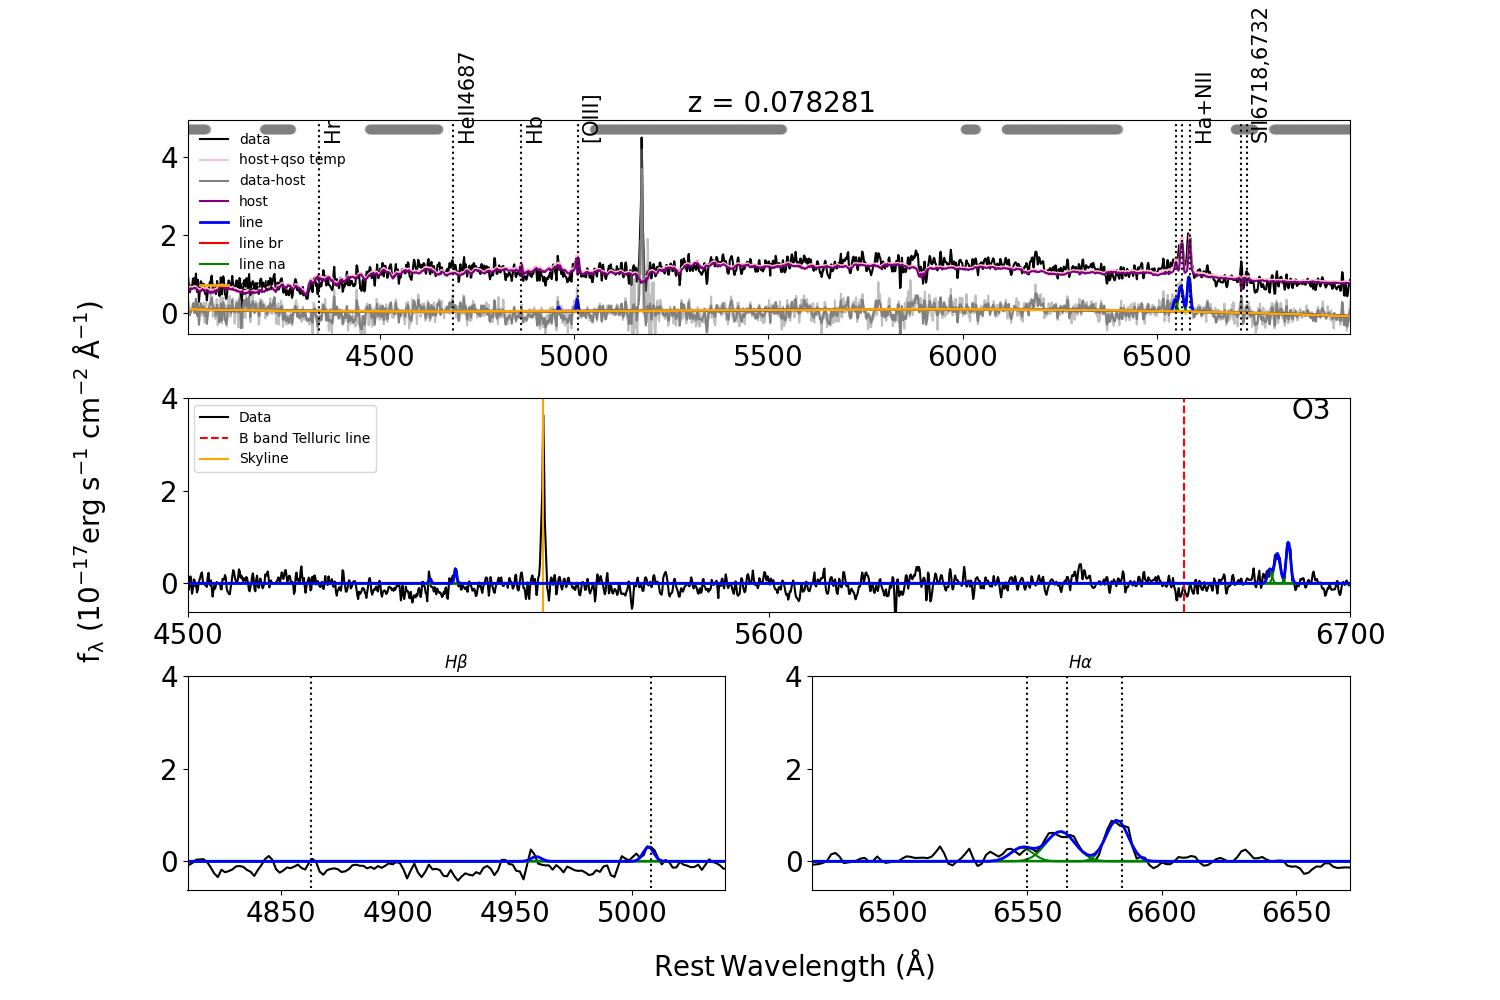 z = 0.078281
Hr
HeII4687
Hb
[OIII]
Ha+NII
SII6718,6732
data
host+qso temp
data-host
host
line
line br
line na
4
2
0
4500
5000
5500
6000
6500
O3
Data
B band Telluric line
Skyline
4
2
0
4500
5600
6700
fλ (10⁻¹⁷erg s⁻¹ cm⁻² Å⁻¹)
Hβ
4
2
0
4850
4900
4950
5000
Hα
4
2
0
6500
6550
6600
6650
Rest Wavelength (Å)